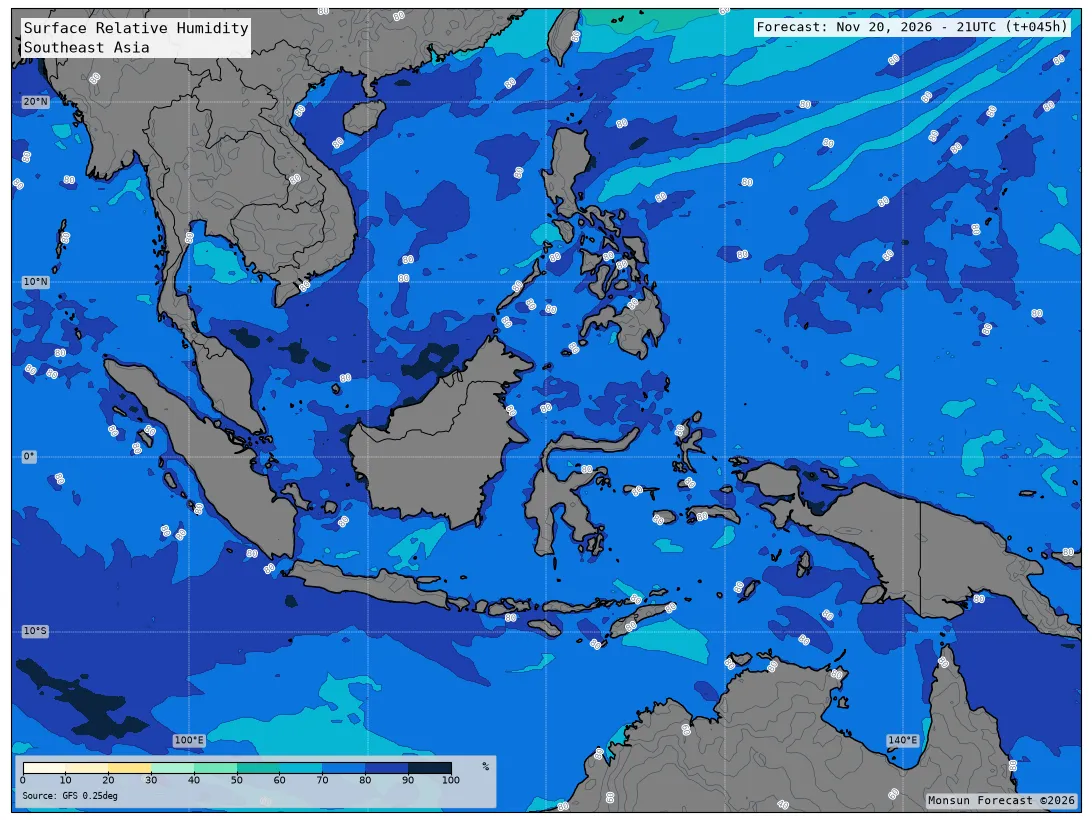 Surface Relative Humidity
Southeast Asia
Forecast: Nov 20, 2026 - 21UTC (t+045h)
20°N
10°N
0°
10°S
100°E
140°E
0 10 20 30 40 50 60 70 80 90 100
%
Source: GFS 0.25deg
Monsun Forecast ©2026